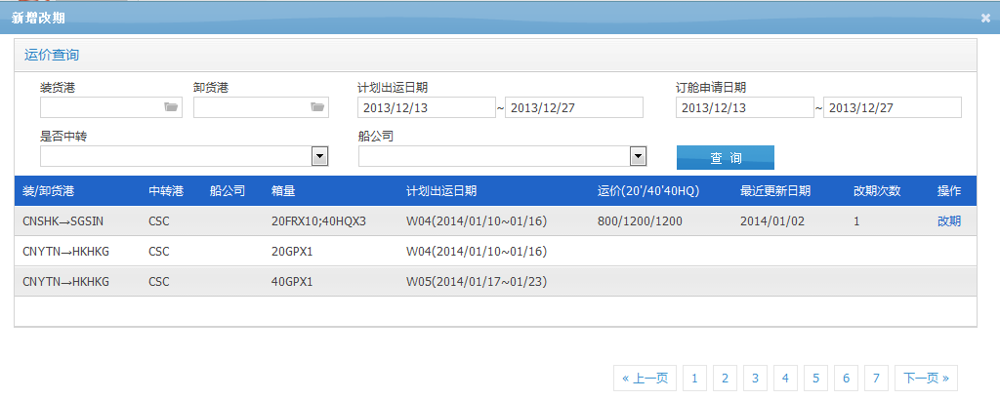 新增改期
运价查询
装货港 卸货港 计划出运日期 订舱申请日期
2013/12/13 ~ 2013/12/27 2013/12/13 ~ 2013/12/27
是否中转 船公司
查 询
装/卸货港 中转港 船公司 箱量 计划出运日期 运价(20'/40'40HQ) 最近更新日期 改期次数 操作
CNSHK→SGSIN CSC 20FRX10;40HQX3 W04(2014/01/10~01/16) 800/1200/1200 2014/01/02 1 改期
CNYTN→HKHKG CSC 20GPX1 W04(2014/01/10~01/16)
CNYTN→HKHKG CSC 40GPX1 W05(2014/01/17~01/23)
« 上一页 1 2 3 4 5 6 7 下一页 »